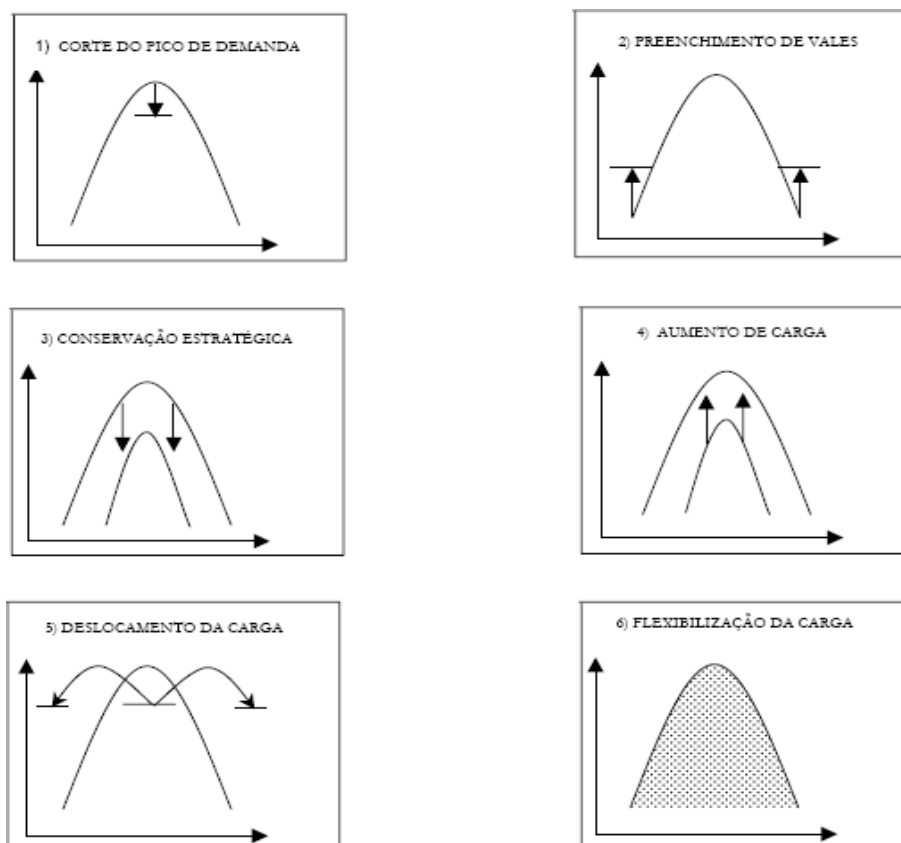 1) CORTE DO PICO DE DEMANDA
2) PREENCHIMENTO DE VALES
3) CONSERVAÇÃO ESTRATÉGICA
4) AUMENTO DE CARGA
5) DESLOCAMENTO DA CARGA
6) FLEXIBILIZAÇÃO DA CARGA